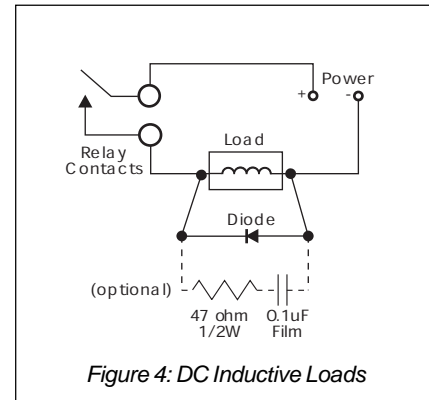 Power
+ -
Load
Relay
Contacts
Diode
(optional)
47 ohm
1/2W
0.1uF
Film
Figure 4: DC Inductive Loads